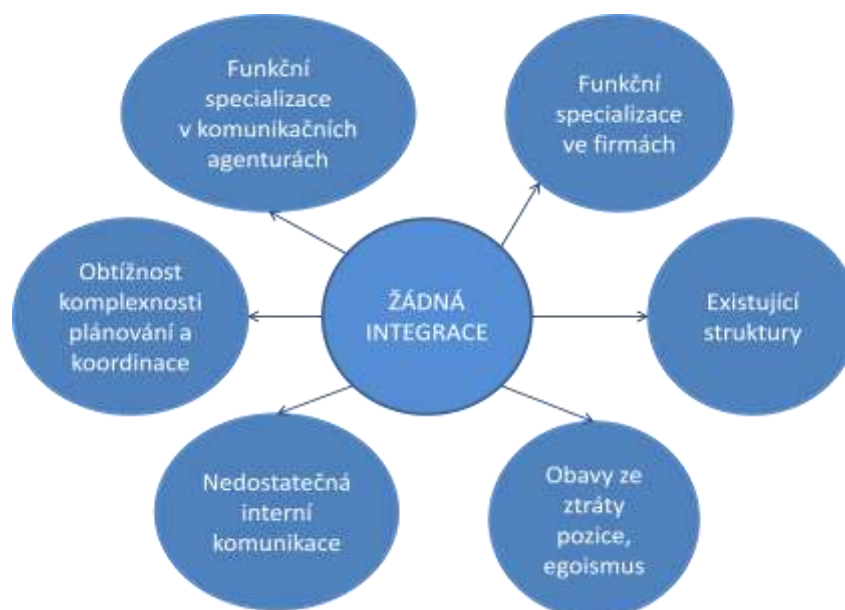 Funkční
specializace
v komunikačních
agenturách
Funkční
specializace
ve firmách
Obtížnost
komplexnosti
plánování a
koordinace
ŽÁDNÁ
INTEGRACE
Existující
struktury
Nedostatečná
interní
komunikace
Obavy ze
ztráty
pozice,
egoismus